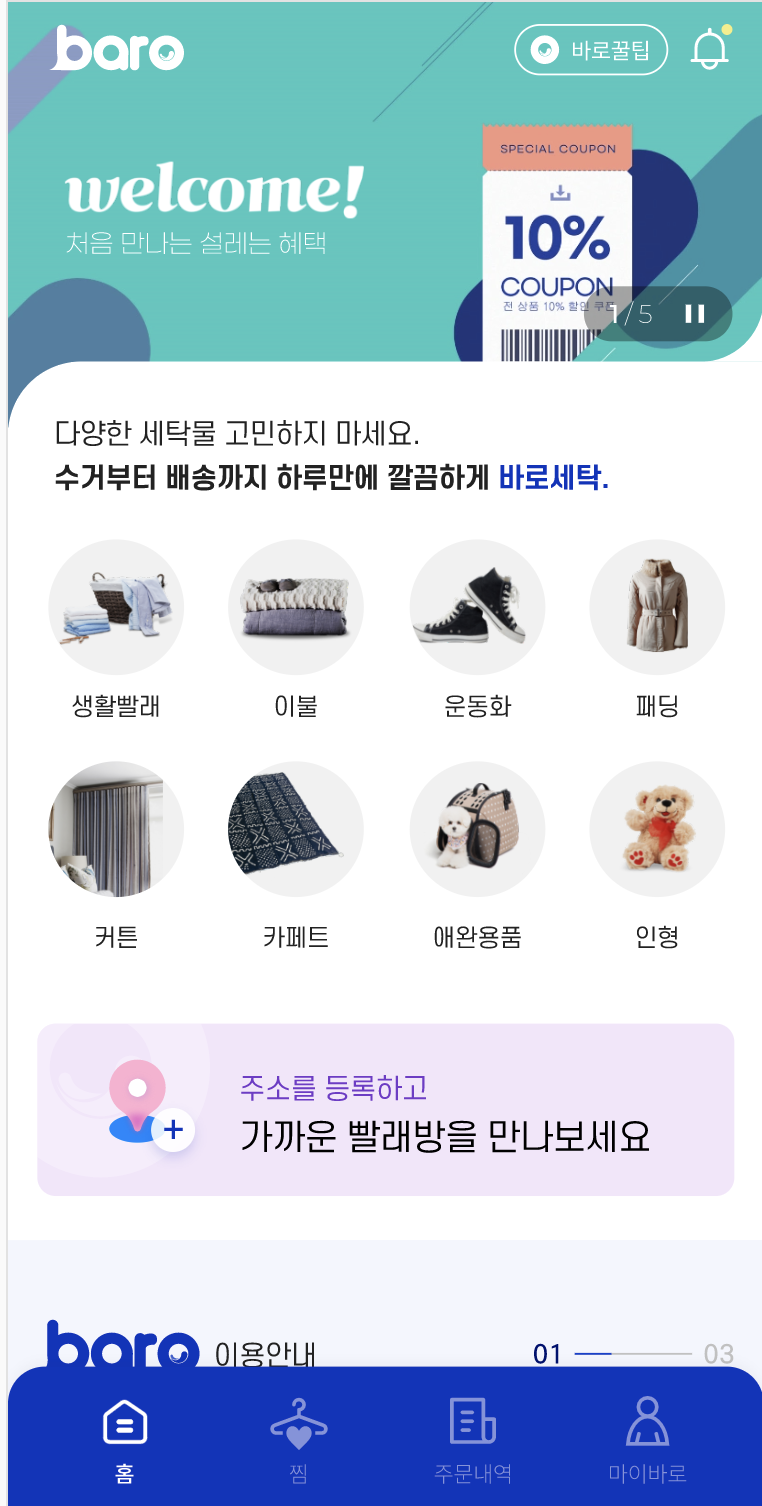 baro
바로꿀팁
welcome!
처음 만나는 설레는 혜택
SPECIAL COUPON
10%
COUPON
전 상품 10% 할인 쿠폰
1/5
다양한 세탁물 고민하지 마세요.
수거부터 배송까지 하루만에 깔끔하게 바로세탁.
생활빨래 이불 운동화 패딩
커튼 카페트 애완용품 인형
주소를 등록하고
가까운 빨래방을 만나보세요
baro 이용안내 01 03
홈 찜 주문내역 마이바로